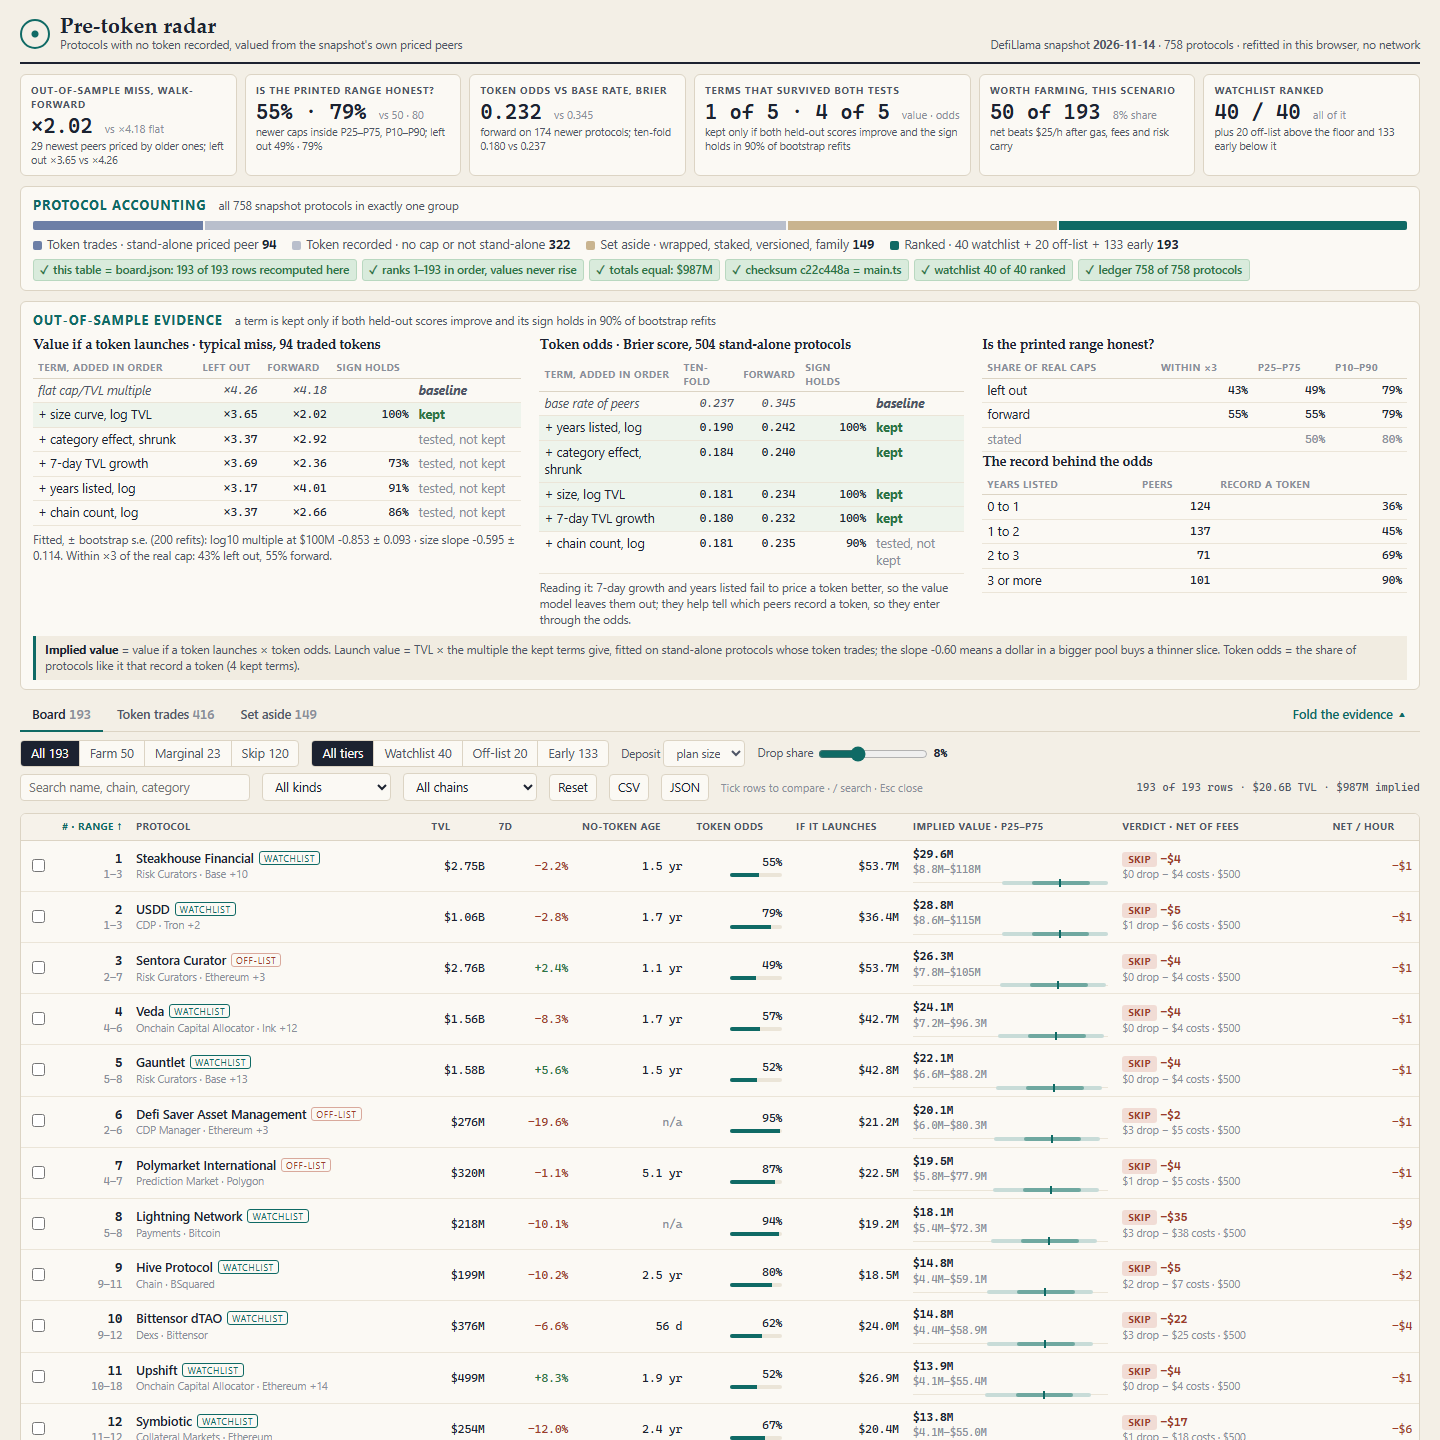 Pre-token radar
Protocols with no token recorded, valued from the snapshot's own priced peers
DefiLlama snapshot 2026-11-14 · 758 protocols · refitted in this browser, no network
OUT-OF-SAMPLE MISS, WALK-FORWARD
×2.02 vs ×4.18 flat
29 newest peers priced by older ones; left out ×3.65 vs ×4.26
IS THE PRINTED RANGE HONEST?
55% · 79% vs 50 · 80
newer caps inside P25–P75, P10–P90; left out 49% · 79%
TOKEN ODDS VS BASE RATE, BRIER
0.232 vs 0.345
forward on 174 newer protocols; ten-fold 0.180 vs 0.237
TERMS THAT SURVIVED BOTH TESTS
1 of 5 · 4 of 5 value · odds
kept only if both held-out scores improve and the sign holds in 90% of bootstrap refits
WORTH FARMING, THIS SCENARIO
50 of 193 8% share
net beats $25/h after gas, fees and risk carry
WATCHLIST RANKED
40 / 40 all of it
plus 20 off-list above the floor and 133 early below it
PROTOCOL ACCOUNTING all 758 snapshot protocols in exactly one group
Token trades · stand-alone priced peer 94
Token recorded · no cap or not stand-alone 322
Set aside · wrapped, staked, versioned, family 149
Ranked · 40 watchlist + 20 off-list + 133 early 193
✓ this table = board.json: 193 of 193 rows recomputed here
✓ ranks 1–193 in order, values never rise
✓ totals equal: $987M
✓ checksum c22c448a = main.ts
✓ watchlist 40 of 40 ranked
✓ ledger 758 of 758 protocols
OUT-OF-SAMPLE EVIDENCE a term is kept only if both held-out scores improve and its sign holds in 90% of bootstrap refits
Value if a token launches · typical miss, 94 traded tokens
TERM, ADDED IN ORDER LEFT OUT FORWARD SIGN HOLDS
flat cap/TVL multiple ×4.26 ×4.18 baseline
+ size curve, log TVL ×3.65 ×2.02 100% kept
+ category effect, shrunk ×3.37 ×2.92 tested, not kept
+ 7-day TVL growth ×3.69 ×2.36 73% tested, not kept
+ years listed, log ×3.17 ×4.01 91% tested, not kept
+ chain count, log ×3.37 ×2.66 86% tested, not kept
Fitted, ± bootstrap s.e. (200 refits): log10 multiple at $100M -0.853 ± 0.093 · size slope -0.595 ± 0.114. Within ×3 of the real cap: 43% left out, 55% forward.
Token odds · Brier score, 504 stand-alone protocols
TERM, ADDED IN ORDER TEN-FOLD FORWARD SIGN HOLDS
base rate of peers 0.237 0.345 baseline
+ years listed, log 0.190 0.242 100% kept
+ category effect, shrunk 0.184 0.240 kept
+ size, log TVL 0.181 0.234 100% kept
+ 7-day TVL growth 0.180 0.232 100% kept
+ chain count, log 0.181 0.235 90% tested, not kept
Reading it: 7-day growth and years listed fail to price a token better, so the value model leaves them out; they help tell which peers record a token, so they enter through the odds.
Is the printed range honest?
SHARE OF REAL CAPS WITHIN ×3 P25–P75 P10–P90
left out 43% 49% 79%
forward 55% 55% 79%
stated 50% 80%
The record behind the odds
YEARS LISTED PEERS RECORD A TOKEN
0 to 1 124 36%
1 to 2 137 45%
2 to 3 71 69%
3 or more 101 90%
Implied value = value if a token launches × token odds. Launch value = TVL × the multiple the kept terms give, fitted on stand-alone protocols whose token trades; the slope -0.60 means a dollar in a bigger pool buys a thinner slice. Token odds = the share of protocols like it that record a token (4 kept terms).
Board 193 Token trades 416 Set aside 149 Fold the evidence ▲
All 193 Farm 50 Marginal 23 Skip 120 All tiers Watchlist 40 Off-list 20 Early 133 Deposit plan size Drop share 8%
Search name, chain, category All kinds All chains Reset CSV JSON Tick rows to compare · / search · Esc close 193 of 193 rows · $20.6B TVL · $987M implied
# · RANGE ↑ PROTOCOL TVL 7D NO-TOKEN AGE TOKEN ODDS IF IT LAUNCHES IMPLIED VALUE · P25–P75 VERDICT · NET OF FEES NET / HOUR
1 Steakhouse Financial WATCHLIST $2.75B −2.2% 1.5 yr 55% $53.7M $29.6M SKIP −$4 −$1
1–3 Risk Curators · Base +10 $8.8M–$118M $0 drop − $4 costs · $500
2 USDD WATCHLIST $1.06B −2.8% 1.7 yr 79% $36.4M $28.8M SKIP −$5 −$1
1–3 CDP · Tron +2 $8.6M–$115M $1 drop − $6 costs · $500
3 Sentora Curator OFF-LIST $2.76B +2.4% 1.1 yr 49% $53.7M $26.3M SKIP −$4 −$1
2–7 Risk Curators · Ethereum +3 $7.8M–$105M $0 drop − $4 costs · $500
4 Veda WATCHLIST $1.56B −8.3% 1.7 yr 57% $42.7M $24.1M SKIP −$4 −$1
4–6 Onchain Capital Allocator · Ink +12 $7.2M–$96.3M $0 drop − $4 costs · $500
5 Gauntlet WATCHLIST $1.58B +5.6% 1.5 yr 52% $42.8M $22.1M SKIP −$4 −$1
5–8 Risk Curators · Base +13 $6.6M–$88.2M $0 drop − $4 costs · $500
6 Defi Saver Asset Management OFF-LIST $276M −19.6% n/a 95% $21.2M $20.1M SKIP −$2 −$1
2–6 CDP Manager · Ethereum +3 $6.0M–$80.3M $3 drop − $5 costs · $500
7 Polymarket International OFF-LIST $320M −1.1% 5.1 yr 87% $22.5M $19.5M SKIP −$4 −$1
4–7 Prediction Market · Polygon $5.8M–$77.9M $1 drop − $5 costs · $500
8 Lightning Network WATCHLIST $218M −10.1% n/a 94% $19.2M $18.1M SKIP −$35 −$9
5–8 Payments · Bitcoin $5.4M–$72.3M $3 drop − $38 costs · $500
9 Hive Protocol WATCHLIST $199M −10.2% 2.5 yr 80% $18.5M $14.8M SKIP −$5 −$2
9–11 Chain · BSquared $4.4M–$59.1M $2 drop − $7 costs · $500
10 Bittensor dTAO WATCHLIST $376M −6.6% 56 d 62% $24.0M $14.8M SKIP −$22 −$4
9–12 Dexs · Bittensor $4.4M–$58.9M $3 drop − $25 costs · $500
11 Upshift WATCHLIST $499M +8.3% 1.9 yr 52% $26.9M $13.9M SKIP −$4 −$1
10–18 Onchain Capital Allocator · Ethereum +14 $4.1M–$55.4M $0 drop − $4 costs · $500
12 Symbiotic WATCHLIST $254M −12.0% 2.4 yr 67% $20.4M $13.8M SKIP −$17 −$6
11–12 Collateral Markets · Ethereum $4.1M–$55.0M $1 drop − $18 costs · $500